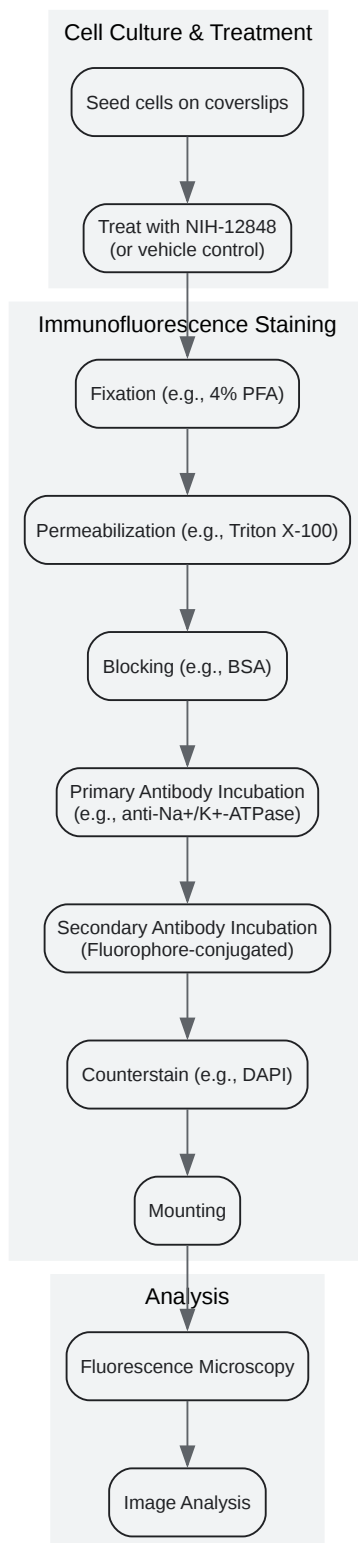 Cell Culture & Treatment
Seed cells on coverslips
Treat with NIH-12848
(or vehicle control)
Immunofluorescence Staining
Fixation (e.g., 4% PFA)
Permeabilization (e.g., Triton X-100)
Blocking (e.g., BSA)
Primary Antibody Incubation
(e.g., anti-Na+/K+-ATPase)
Secondary Antibody Incubation
(Fluorophore-conjugated)
Counterstain (e.g., DAPI)
Mounting
Analysis
Fluorescence Microscopy
Image Analysis